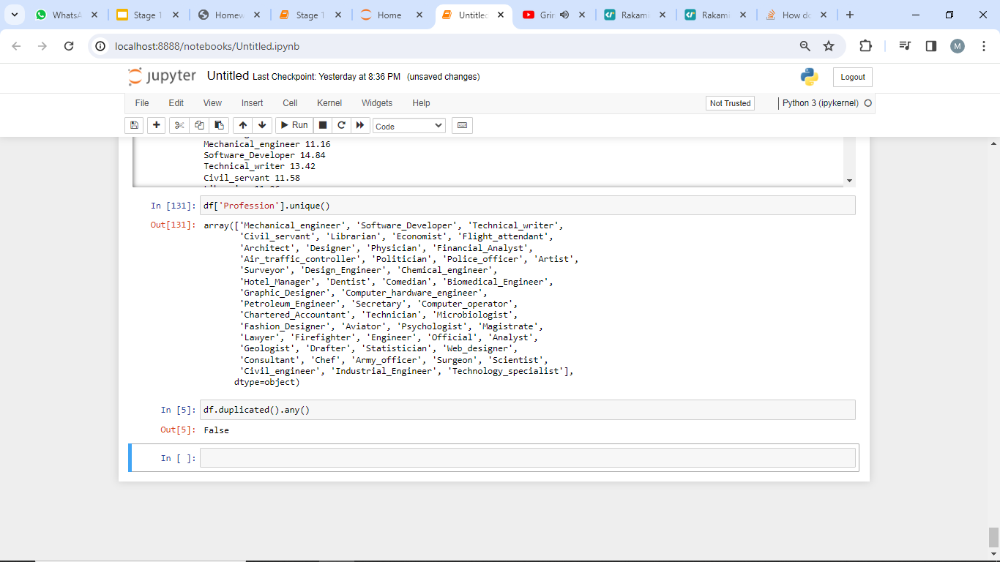 WhatsA
Stage 1
Homew
Stage 1
Home
Untitled
Grir
Rakami
Rakami
How do
localhost:8888/notebooks/Untitled.ipynb
M
jupyter Untitled Last Checkpoint: Yesterday at 8:36 PM (unsaved changes)
Logout
File Edit View Insert Cell Kernel Widgets Help
Not Trusted
Python 3 (ipykernel)
Run
Code
Mechanical_engineer 11.16
Software_Developer 14.84
Technical_writer 13.42
Civil_servant 11.58
In [131]: df['Profession'].unique()
Out[131]: array(['Mechanical_engineer', 'Software_Developer', 'Technical_writer',
'Civil_servant', 'Librarian', 'Economist', 'Flight_attendant',
'Architect', 'Designer', 'Physician', 'Financial_Analyst',
'Air_traffic_controller', 'Politician', 'Police_officer', 'Artist',
'Surveyor', 'Design_Engineer', 'Chemical_engineer',
'Hotel_Manager', 'Dentist', 'Comedian', 'Biomedical_Engineer',
'Graphic_Designer', 'Computer_hardware_engineer',
'Petroleum_Engineer', 'Secretary', 'Computer_operator',
'Chartered_Accountant', 'Technician', 'Microbiologist',
'Fashion_Designer', 'Aviator', 'Psychologist', 'Magistrate',
'Lawyer', 'Firefighter', 'Engineer', 'Official', 'Analyst',
'Geologist', 'Drafter', 'Statistician', 'Web_designer',
'Consultant', 'Chef', 'Army_officer', 'Surgeon', 'Scientist',
'Civil_engineer', 'Industrial_Engineer', 'Technology_specialist'],
dtype=object)
In [5]: df.duplicated().any()
Out[5]: False
In [ ]: